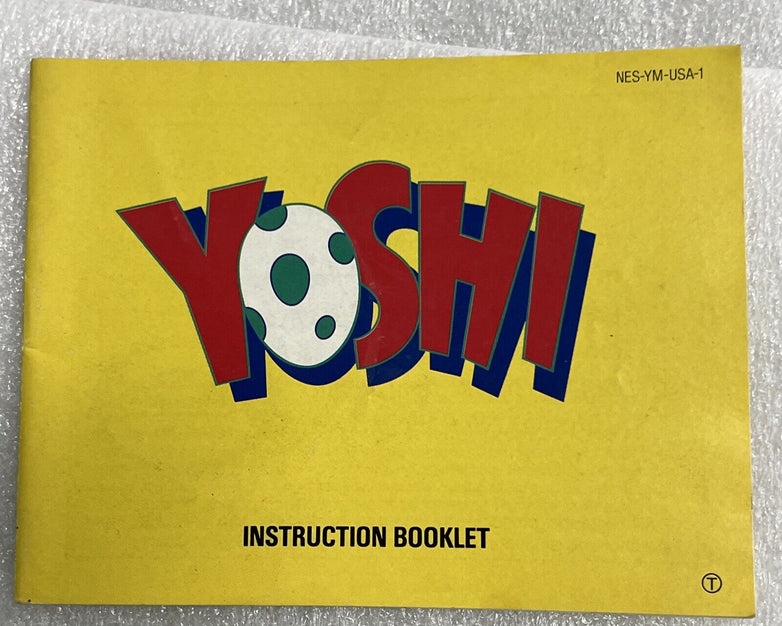 NES-YM-USA-1
YOSHI
INSTRUCTION BOOKLET
T